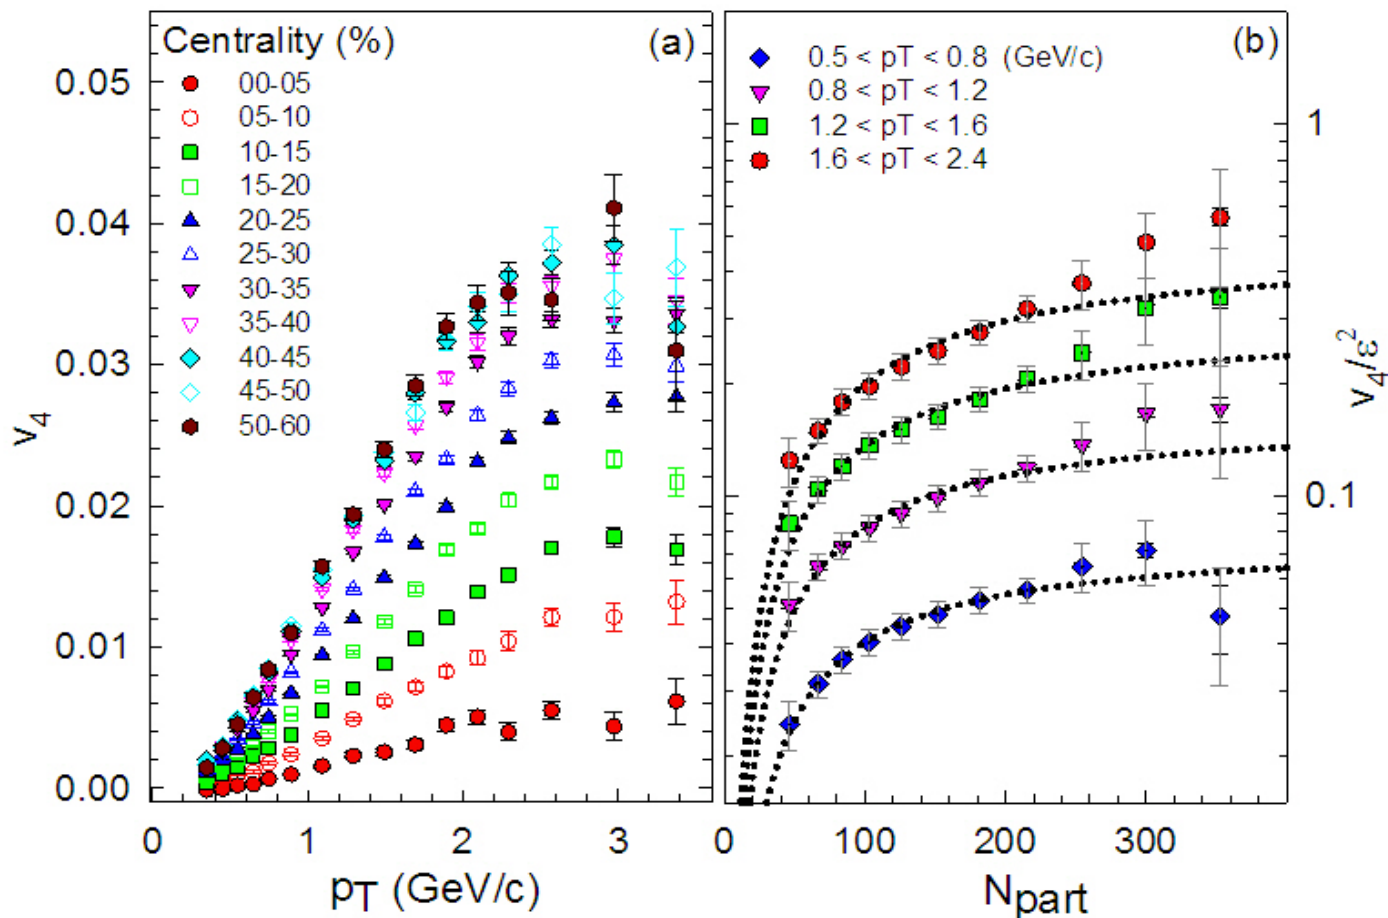 Centrality (%)
(a)
00-05
05-10
10-15
15-20
20-25
25-30
30-35
35-40
40-45
45-50
50-60
0.05
0.04
0.03
0.02
0.01
0.00
v4
0
1
2
3
pT (GeV/c)
(b)
0.5 < pT < 0.8 (GeV/c)
0.8 < pT < 1.2
1.2 < pT < 1.6
1.6 < pT < 2.4
1
0.1
v4/ε²
0
100
200
300
Npart